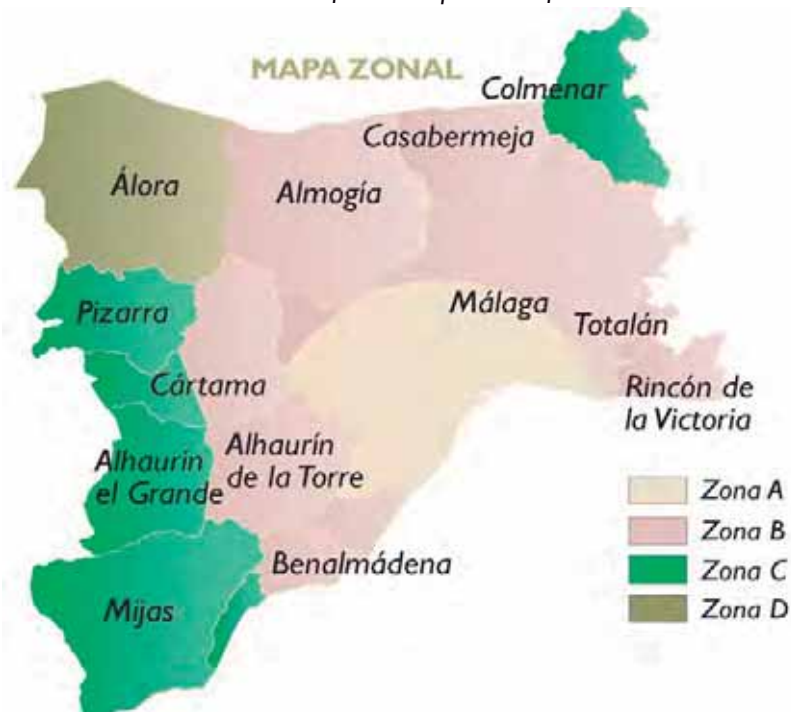 MAPA ZONAL
Colmenar
Casabermeja
Álora
Almogía
Pizarra
Málaga
Totalán
Cártama
Rincón de
la Victoria
Alhaurín
el Grande
Alhaurín
de la Torre
Benalmádena
Mijas
Zona A
Zona B
Zona C
Zona D